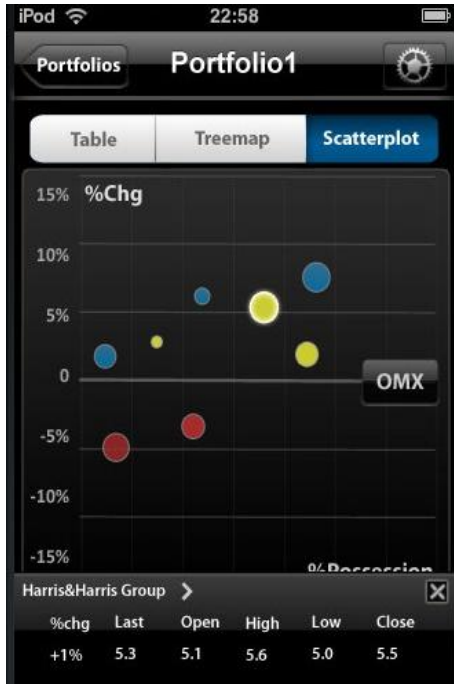 iPod 22:58
Portfolios Portfolio1
Table Treemap Scatterplot
15% %Chg
10%
5%
0 OMX
-5%
-10%
-15% %Possession
Harris&Harris Group
%chg Last Open High Low Close
+1% 5.3 5.1 5.6 5.0 5.5